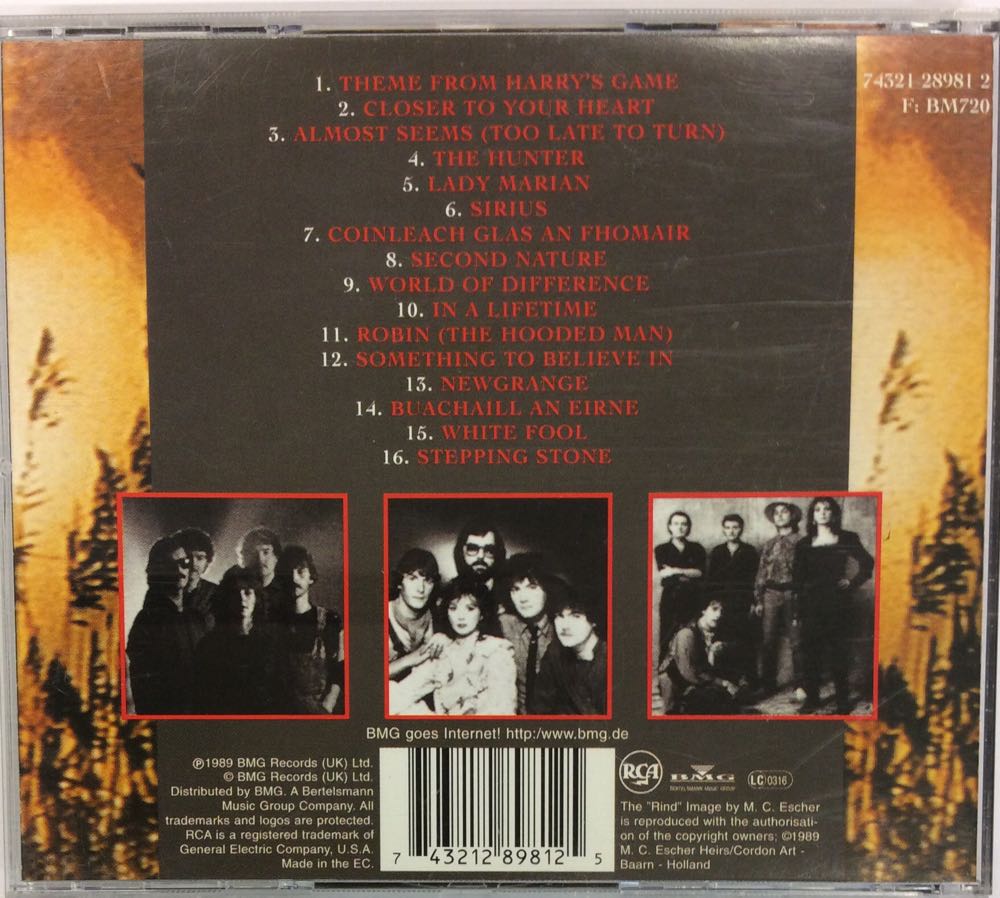 1. THEME FROM HARRY'S GAME
2. CLOSER TO YOUR HEART
3. ALMOST SEEMS (TOO LATE TO TURN)
4. THE HUNTER
5. LADY MARIAN
6. SIRIUS
7. COINLEACH GLAS AN FHOMAIR
8. SECOND NATURE
9. WORLD OF DIFFERENCE
10. IN A LIFETIME
11. ROBIN (THE HOODED MAN)
12. SOMETHING TO BELIEVE IN
13. NEWGRANGE
14. BUACHAILL AN EIRNE
15. WHITE FOOL
16. STEPPING STONE
74321 28981 2
F: BM720
BMG goes Internet! http:/www.bmg.de
℗1989 BMG Records (UK) Ltd.
© BMG Records (UK) Ltd.
Distributed by BMG. A Bertelsmann
Music Group Company. All
trademarks and logos are protected.
RCA is a registered trademark of
General Electric Company, U.S.A.
Made in the EC.
7 43212 89812 5
RCA
BMG
BERTELSMANN MUSIC GROUP
LC 0316
The "Rind" Image by M. C. Escher
is reproduced with the authorisati-
on of the copyright owners; ©1989
M. C. Escher Heirs/Cordon Art -
Baarn - Holland